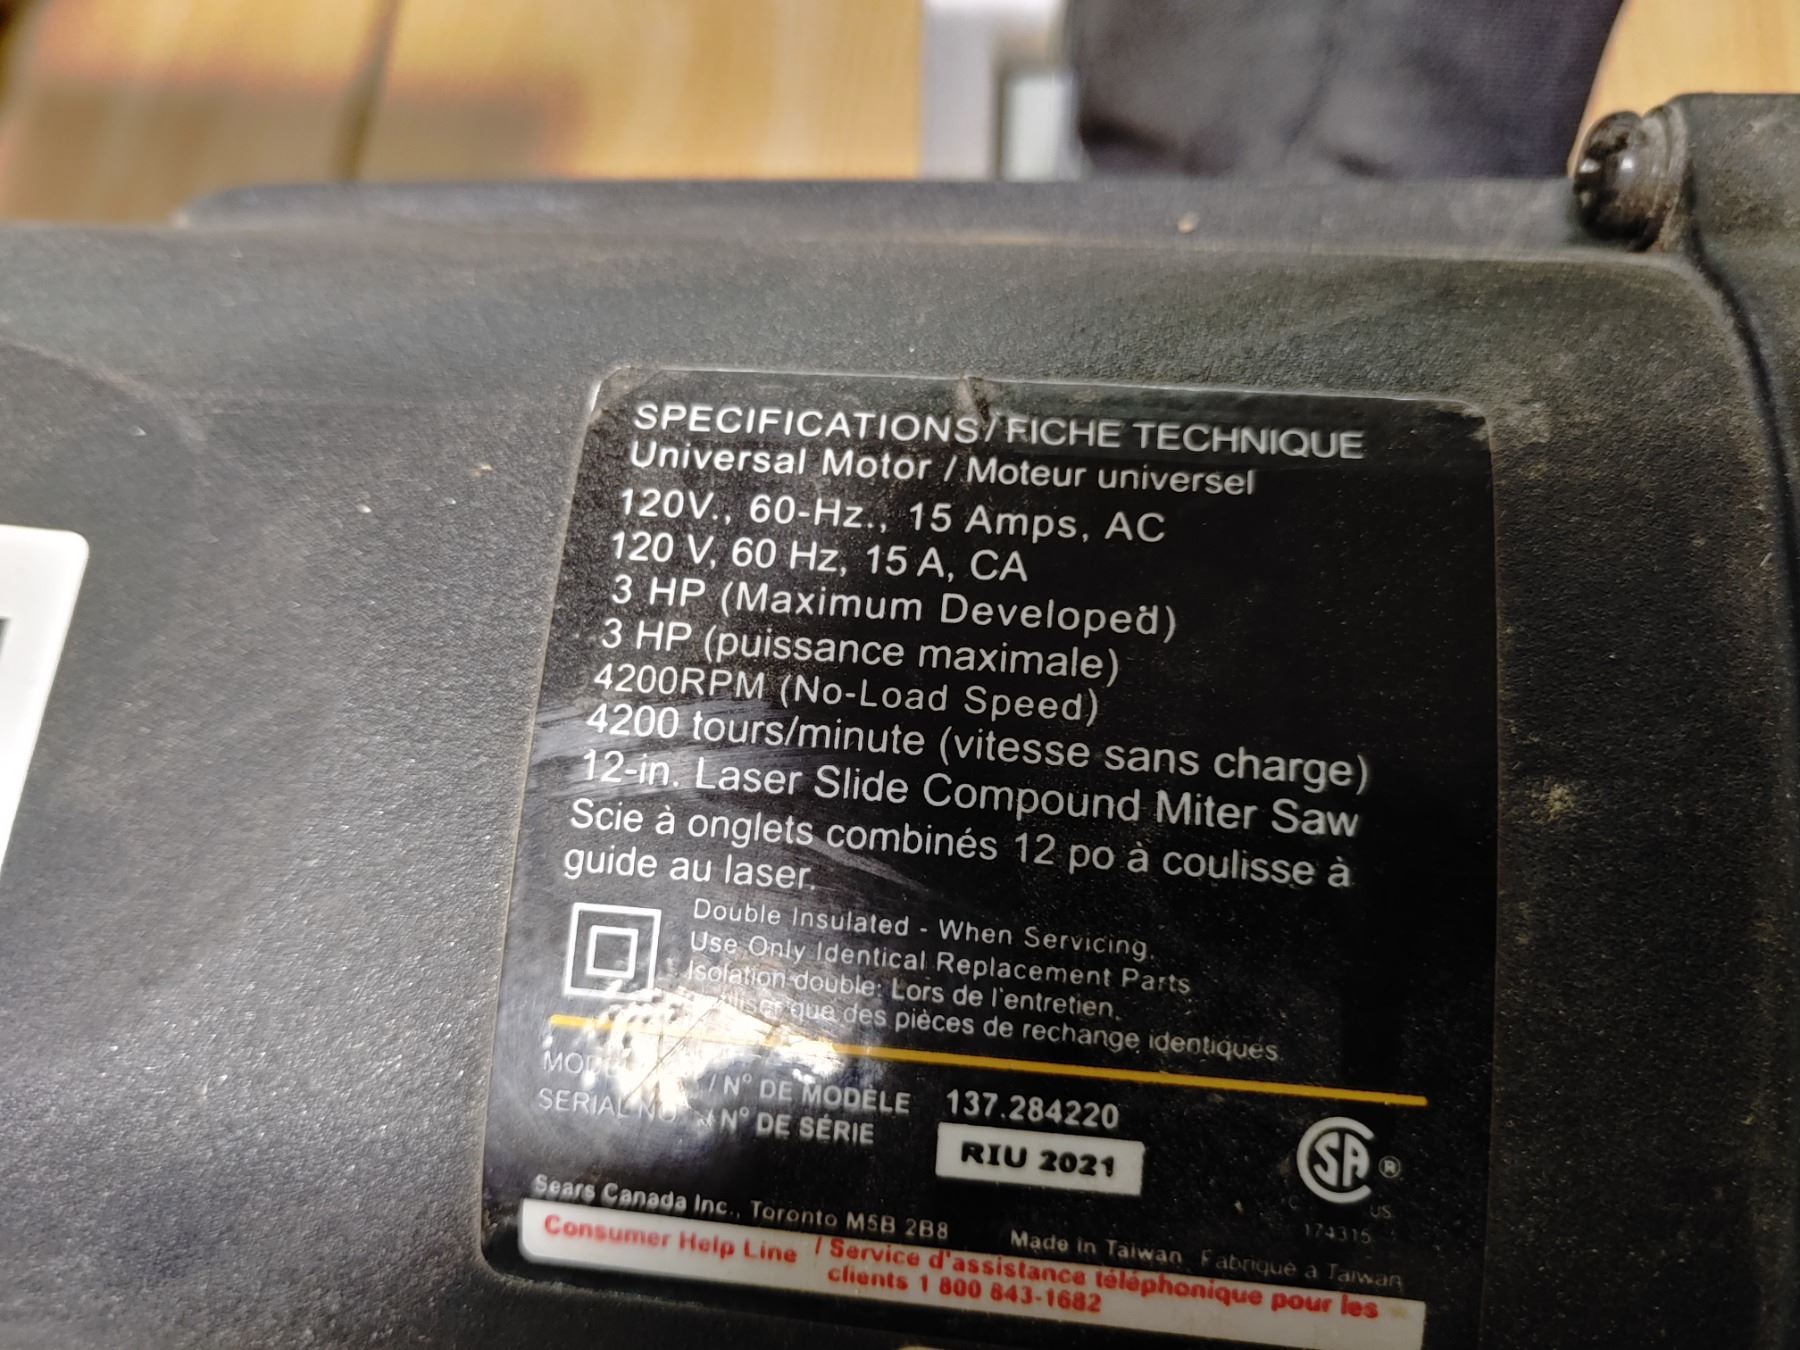 SPECIFICATIONS/FICHE TECHNIQUE
Universal Motor / Moteur universel
120V., 60-Hz., 15 Amps, AC
120 V, 60 Hz, 15 A, CA
3 HP (Maximum Developed)
3 HP (puissance maximale)
4200RPM (No-Load Speed)
4200 tours/minute (vitesse sans charge)
12-in. Laser Slide Compound Miter Saw
Scie à onglets combinés 12 po à coulisse à
guide au laser.
Double Insulated - When Servicing,
Use Only Identical Replacement Parts
Isolation double: Lors de l'entretien,
que des pièces de rechange identiques
/ N° DE MODÈLE 137.284220
SERIAL NO / N° DE SÉRIE RIU 2021
SA ®
C US
174315
Sears Canada Inc., Toronto M5B 2B8 Made in Taiwan Fabriqué à Taiwan
Consumer Help Line / Service d'assistance téléphonique pour les
clients 1 800 843-1682